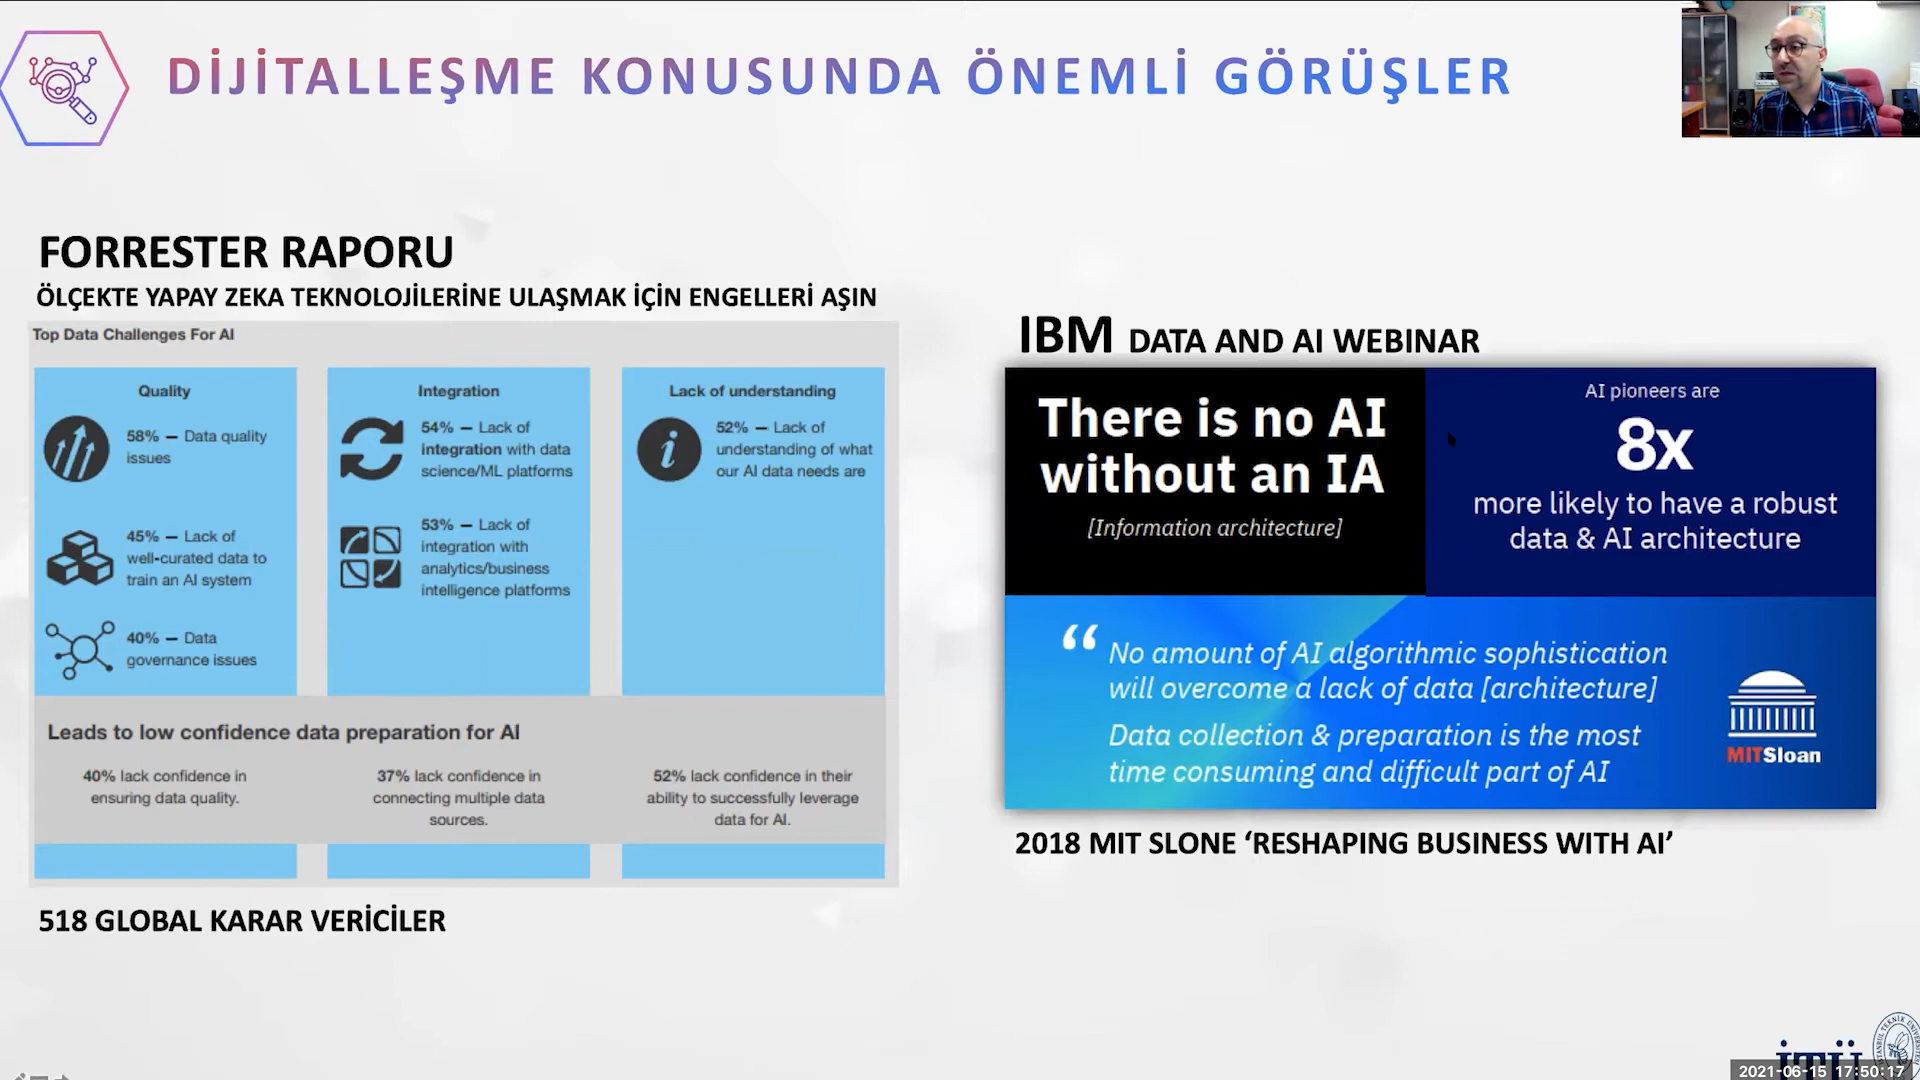 DİJİTALLEŞME KONUSUNDA ÖNEMLİ GÖRÜŞLER
FORRESTER RAPORU
ÖLÇEKTE YAPAY ZEKA TEKNOLOJİLERİNE ULAŞMAK İÇİN ENGELLERİ AŞIN
Top Data Challenges For AI
Quality
58% — Data quality
issues
45% — Lack of
well-curated data to
train an AI system
40% — Data
governance issues
Integration
54% — Lack of
integration with data
science/ML platforms
53% — Lack of
integration with
analytics/business
intelligence platforms
Lack of understanding
52% — Lack of
understanding of what
our AI data needs are
Leads to low confidence data preparation for AI
40% lack confidence in
ensuring data quality.
37% lack confidence in
connecting multiple data
sources.
52% lack confidence in their
ability to successfully leverage
data for AI.
518 GLOBAL KARAR VERİCİLER
IBM DATA AND AI WEBINAR
There is no AI
without an IA
[Information architecture]
AI pioneers are
8x
more likely to have a robust
data & AI architecture
“ No amount of AI algorithmic sophistication
will overcome a lack of data [architecture]
Data collection & preparation is the most
time consuming and difficult part of AI
MITSloan
2018 MIT SLONE ‘RESHAPING BUSINESS WITH AI’
İTÜ
2021-06-15 17:50:17